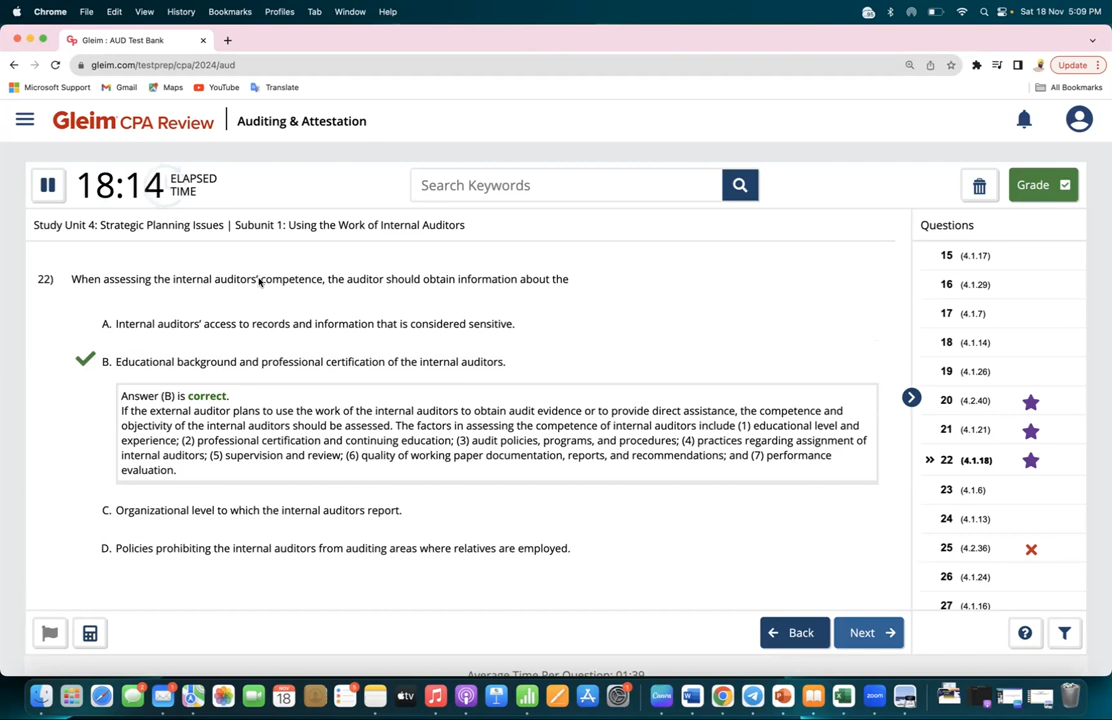 Chrome File Edit View History Bookmarks Profiles Tab Window Help Sat 18 Nov 5:09 PM
Gleim : AUD Test Bank
gleim.com/testprep/cpa/2024/aud Update
Microsoft Support Gmail Maps YouTube Translate All Bookmarks
Gleim CPA Review Auditing & Attestation
18:14 ELAPSED TIME Search Keywords Grade
Study Unit 4: Strategic Planning Issues | Subunit 1: Using the Work of Internal Auditors
22) When assessing the internal auditors' competence, the auditor should obtain information about the
A. Internal auditors' access to records and information that is considered sensitive.
B. Educational background and professional certification of the internal auditors.
Answer (B) is correct.
If the external auditor plans to use the work of the internal auditors to obtain audit evidence or to provide direct assistance, the competence and
objectivity of the internal auditors should be assessed. The factors in assessing the competence of internal auditors include (1) educational level and
experience; (2) professional certification and continuing education; (3) audit policies, programs, and procedures; (4) practices regarding assignment of
internal auditors; (5) supervision and review; (6) quality of working paper documentation, reports, and recommendations; and (7) performance
evaluation.
C. Organizational level to which the internal auditors report.
D. Policies prohibiting the internal auditors from auditing areas where relatives are employed.
Questions
15 (4.1.17)
16 (4.1.29)
17 (4.1.7)
18 (4.1.14)
19 (4.1.26)
20 (4.2.40)
21 (4.1.21)
22 (4.1.18)
23 (4.1.6)
24 (4.1.13)
25 (4.2.36)
26 (4.1.24)
27 (4.1.16)
Back Next
Average Time Per Question: 01:39